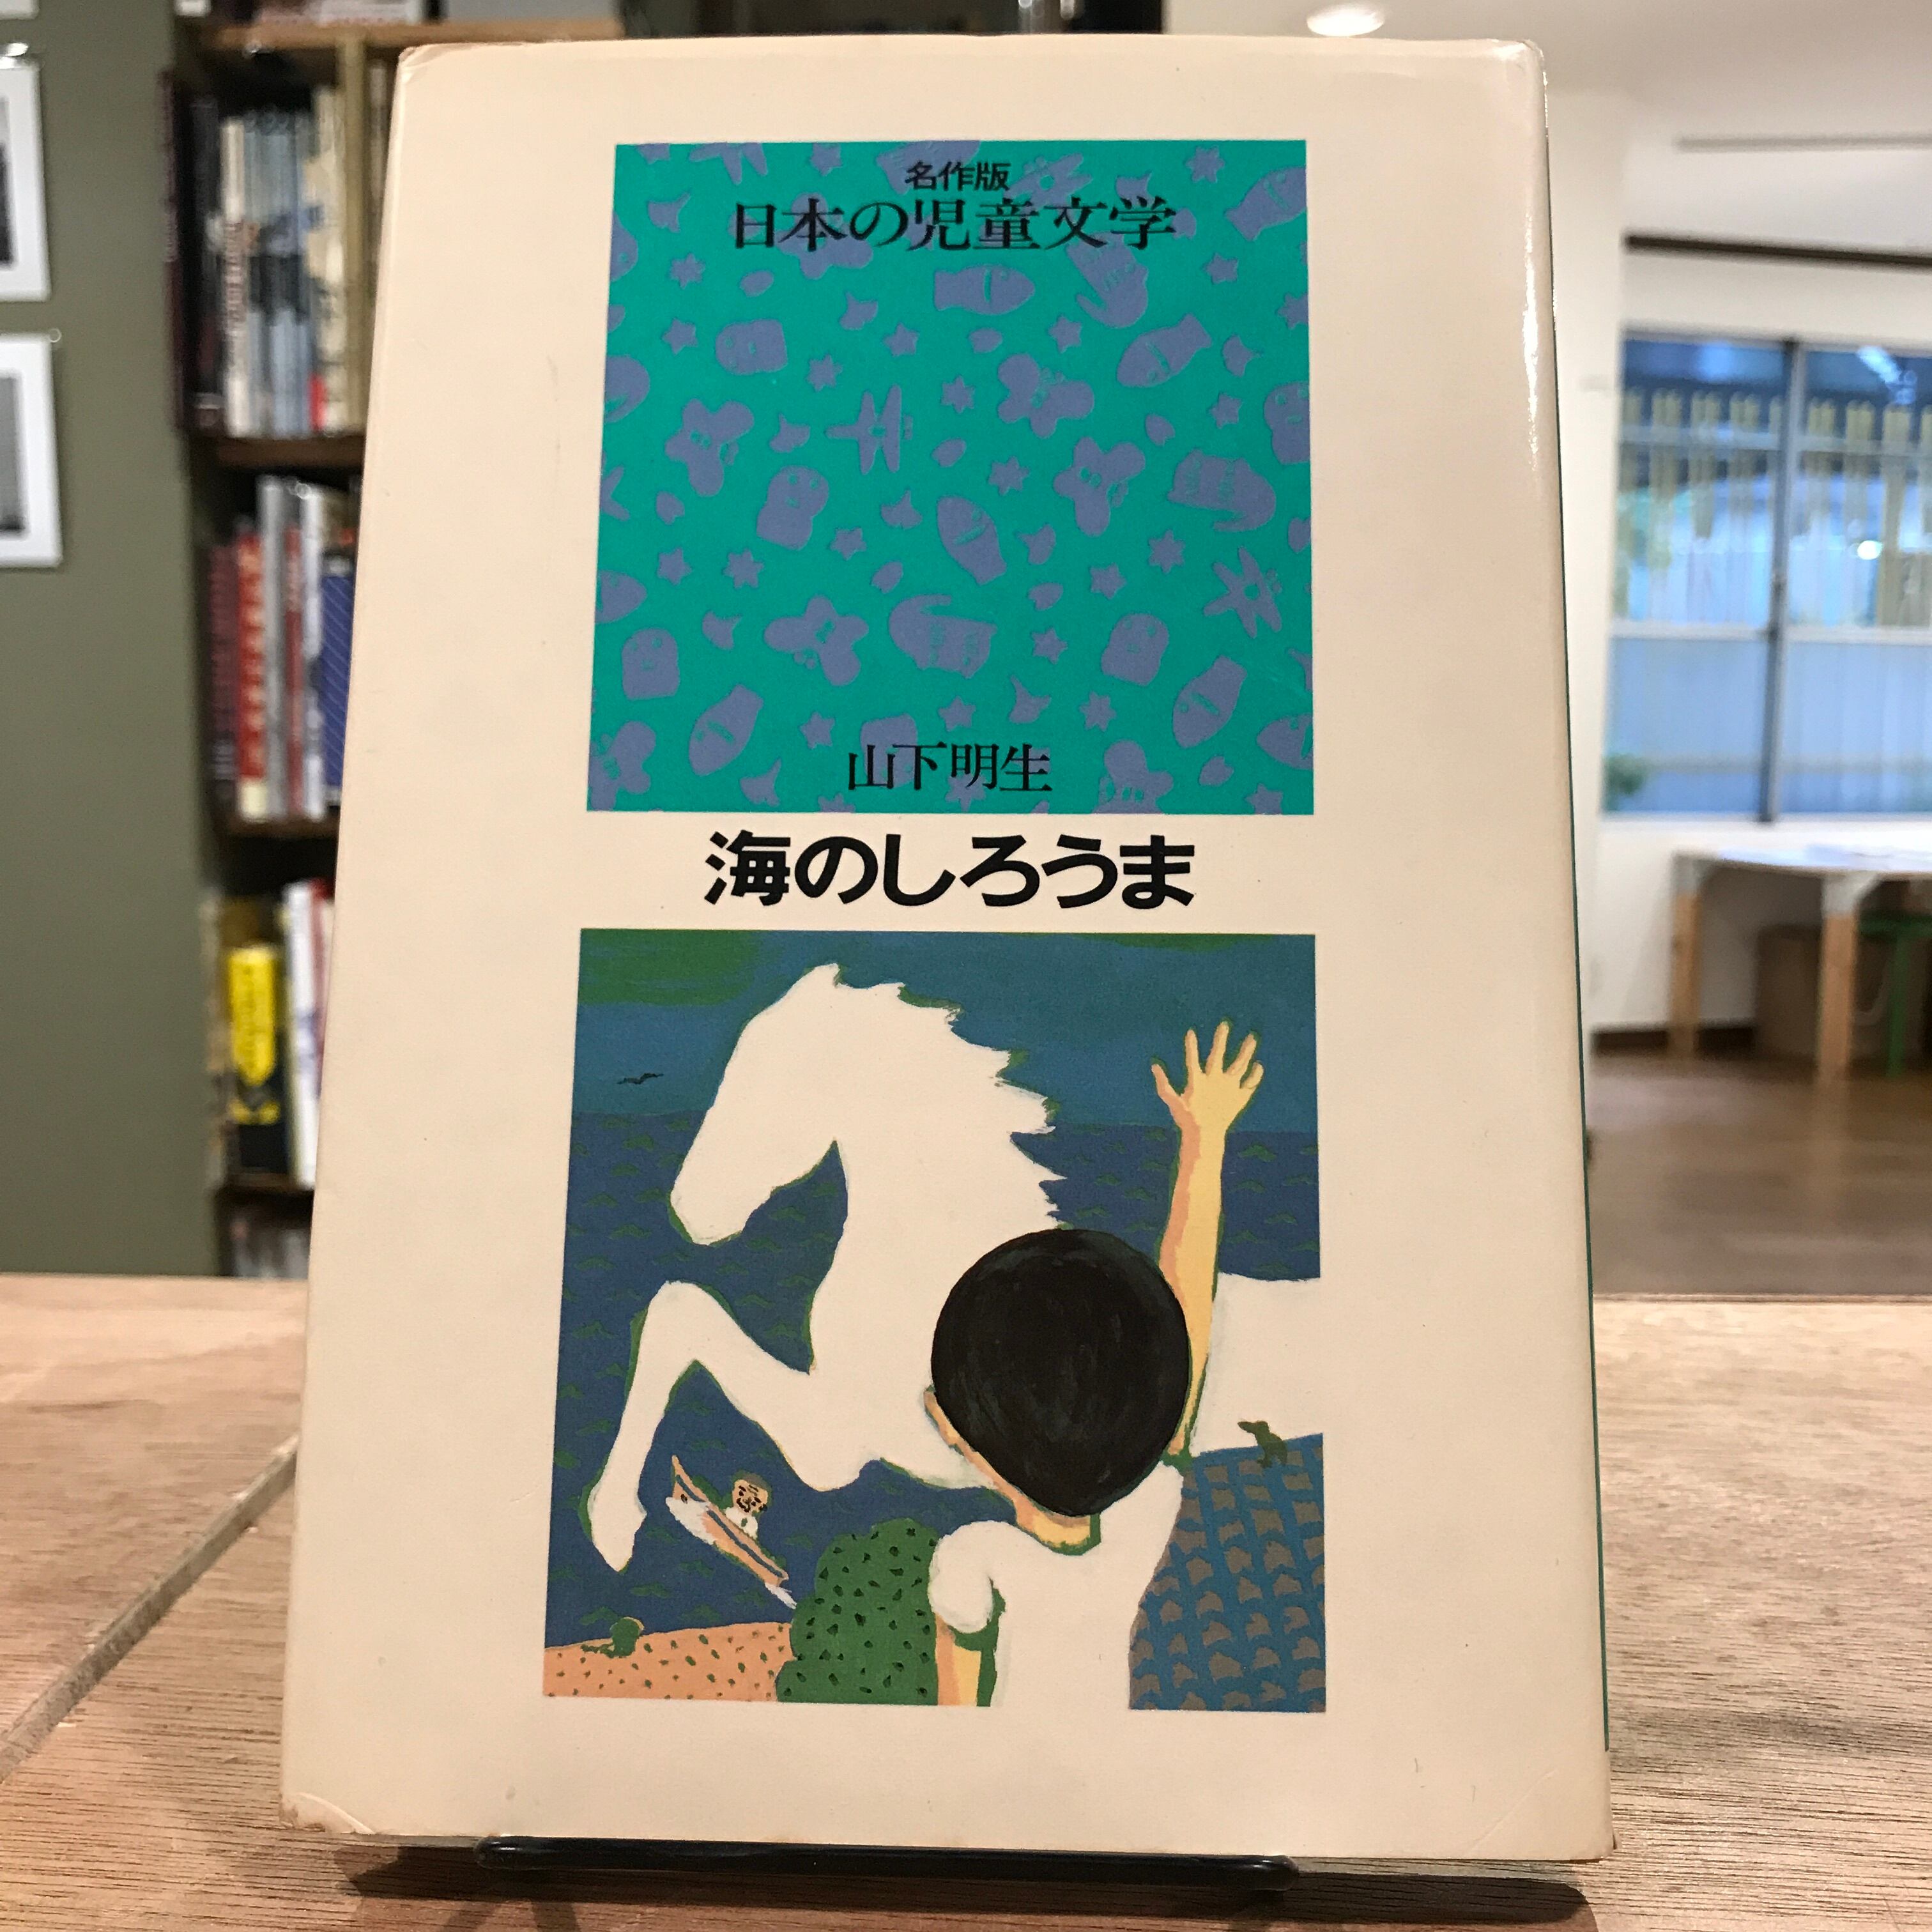 名作版
日本の児童文学
山下明生
海のしろうま